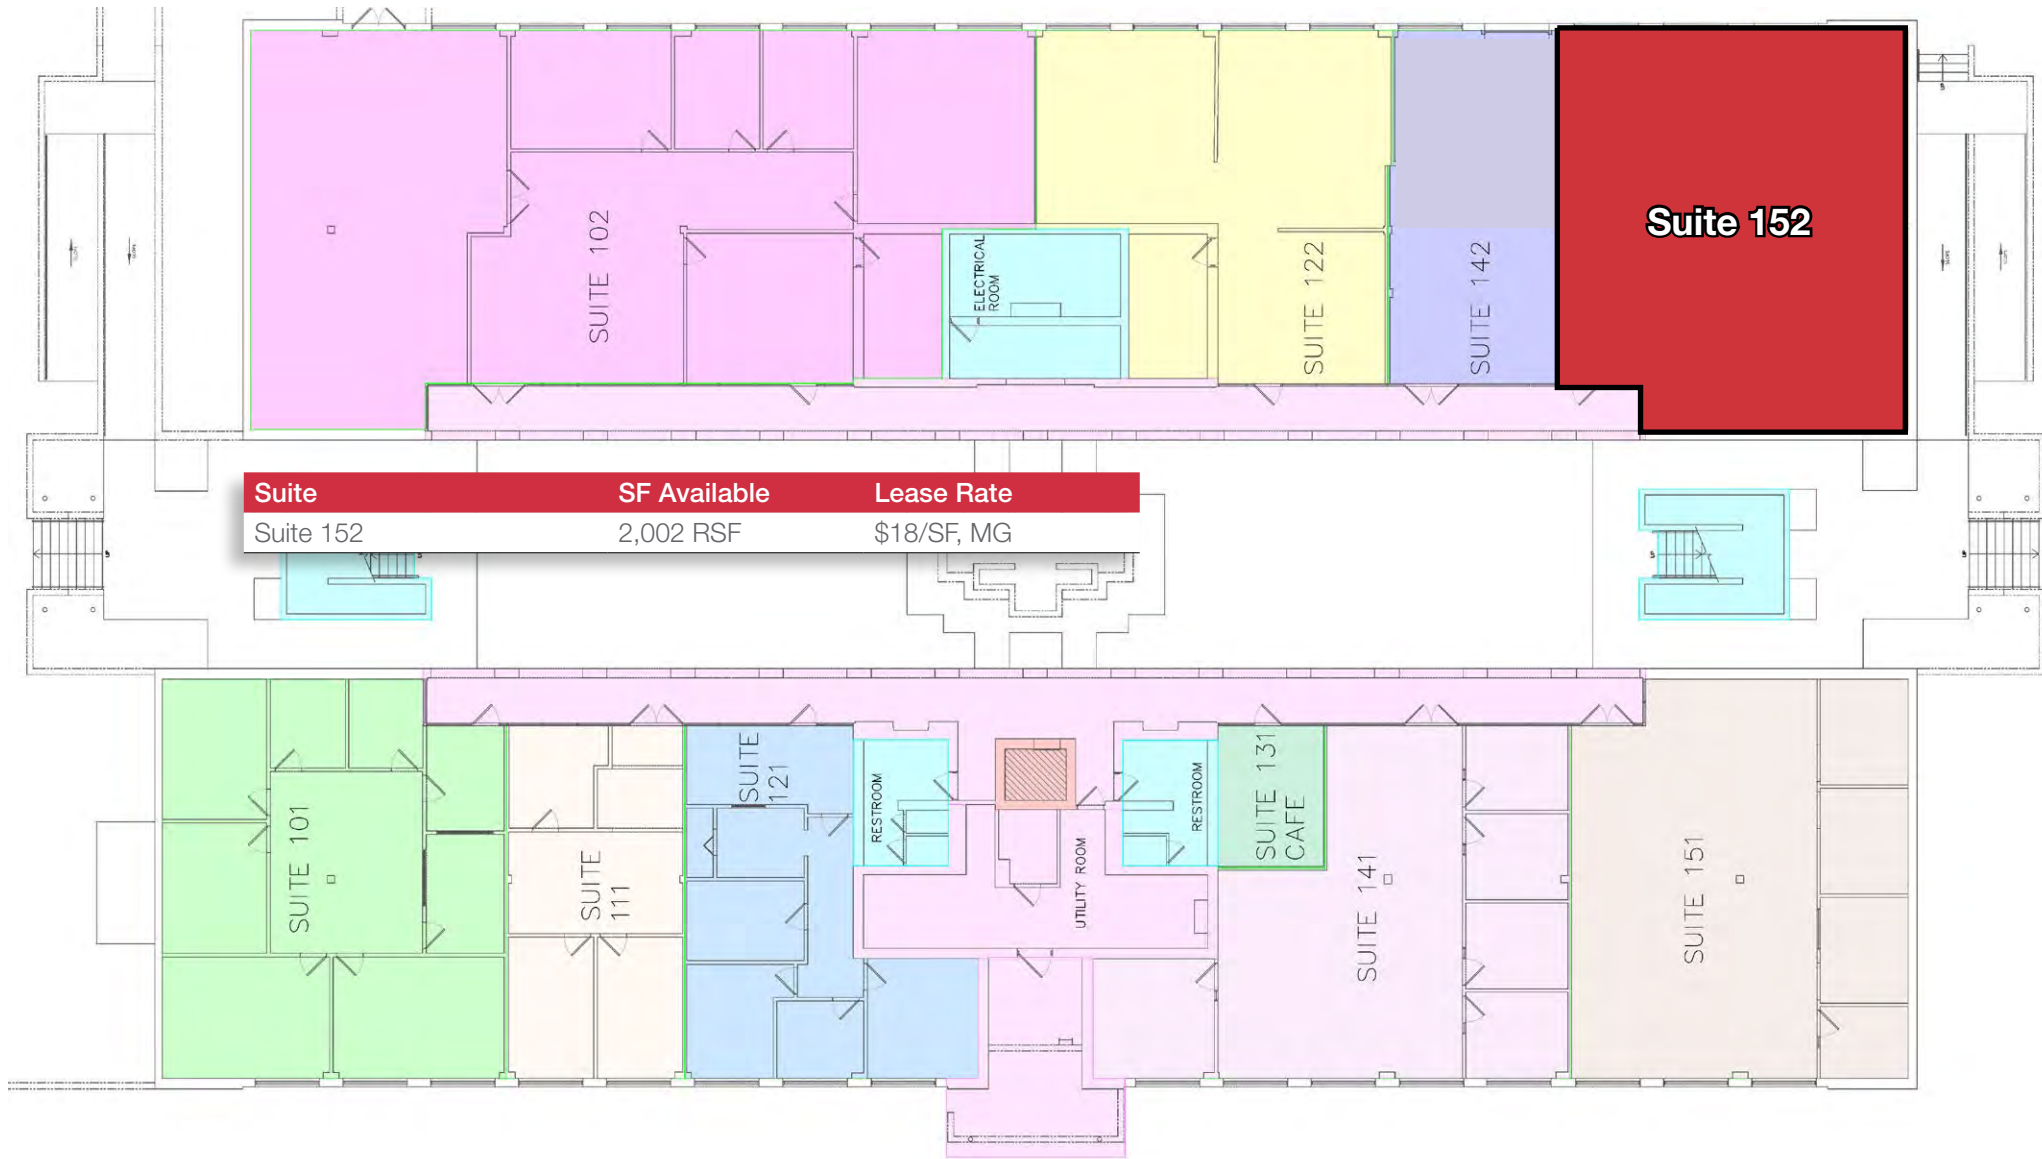 Suite 152
SUITE 102
ELECTRICAL
ROOM
SUITE 122
SUITE 142
Suite SF Available Lease Rate
Suite 152 2,002 RSF $18/SF, MG
SUITE 101
SUITE
111
SUITE
121
RESTROOM
UTILITY ROOM
RESTROOM
SUITE 131
CAFE
SUITE 141
SUITE 151